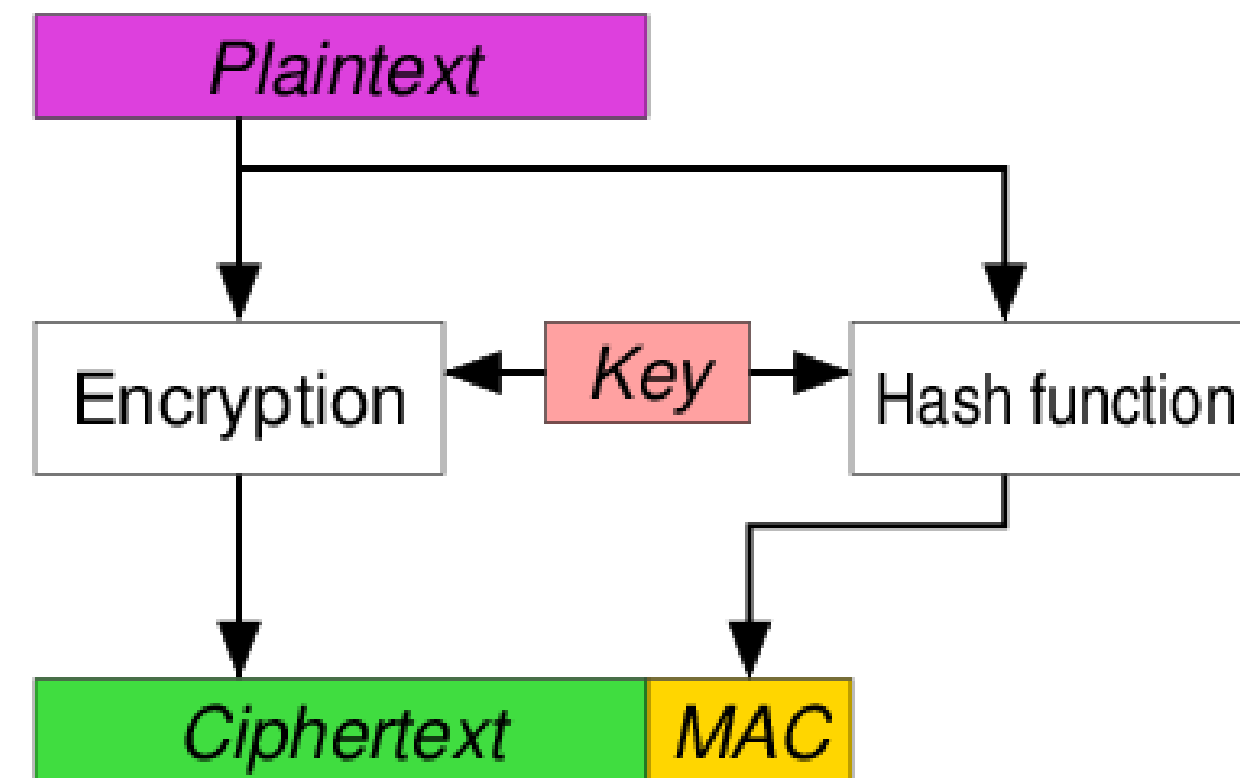 Plaintext
Encryption
Key
Hash function
Ciphertext
MAC